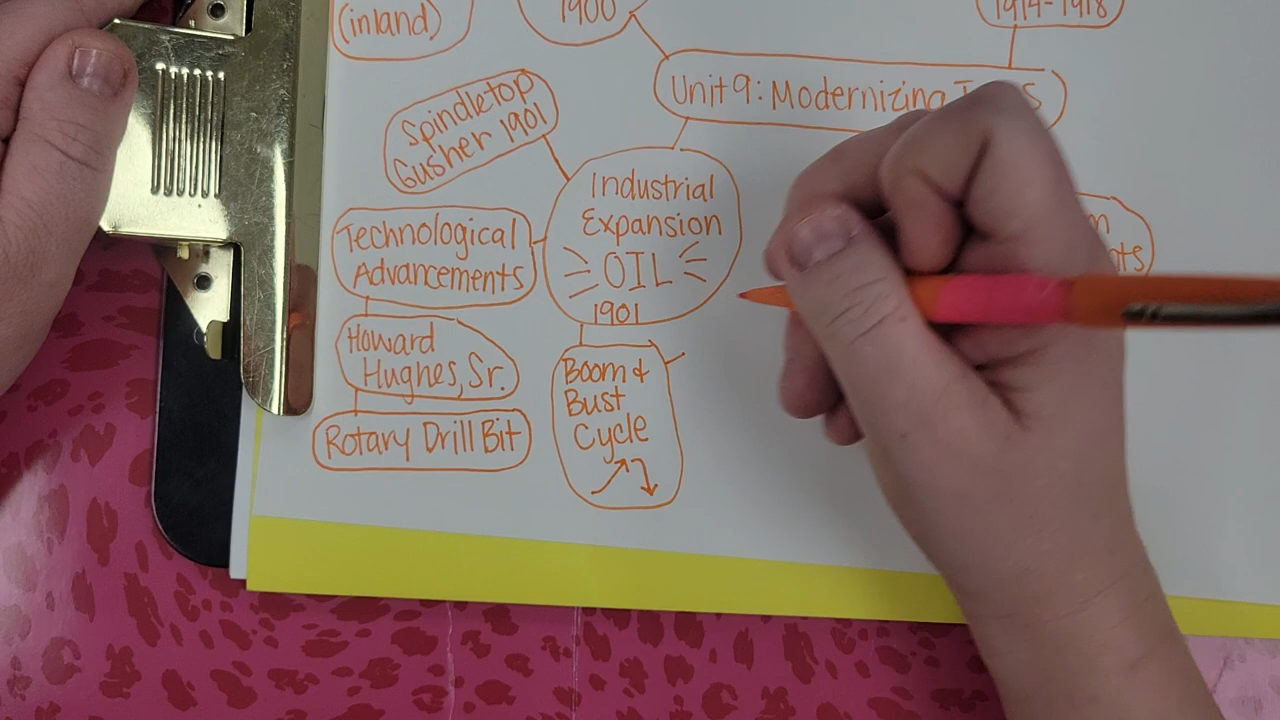 (inland)
1900
1914-1918
Unit 9: Modernizing
Spindletop
Gusher 1901
Industrial
Expansion
OIL
1901
Technological
Advancements
Howard
Hughes, Sr.
Rotary Drill Bit
Boom &
Bust
Cycle